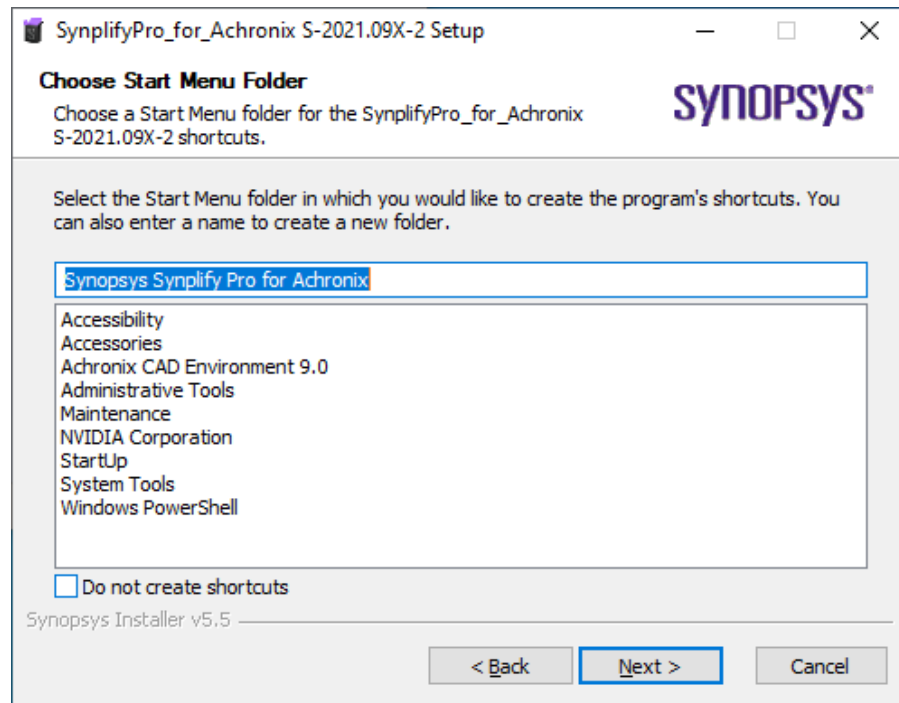 SynplifyPro_for_Achronix S-2021.09X-2 Setup
Choose Start Menu Folder
Choose a Start Menu folder for the SynplifyPro_for_Achronix
S-2021.09X-2 shortcuts.
SYNOPSYS®
Select the Start Menu folder in which you would like to create the program's shortcuts. You
can also enter a name to create a new folder.
Synopsys Synplify Pro for Achronix
Accessibility
Accessories
Achronix CAD Environment 9.0
Administrative Tools
Maintenance
NVIDIA Corporation
StartUp
System Tools
Windows PowerShell
Do not create shortcuts
Synopsys Installer v5.5
< Back
Next >
Cancel